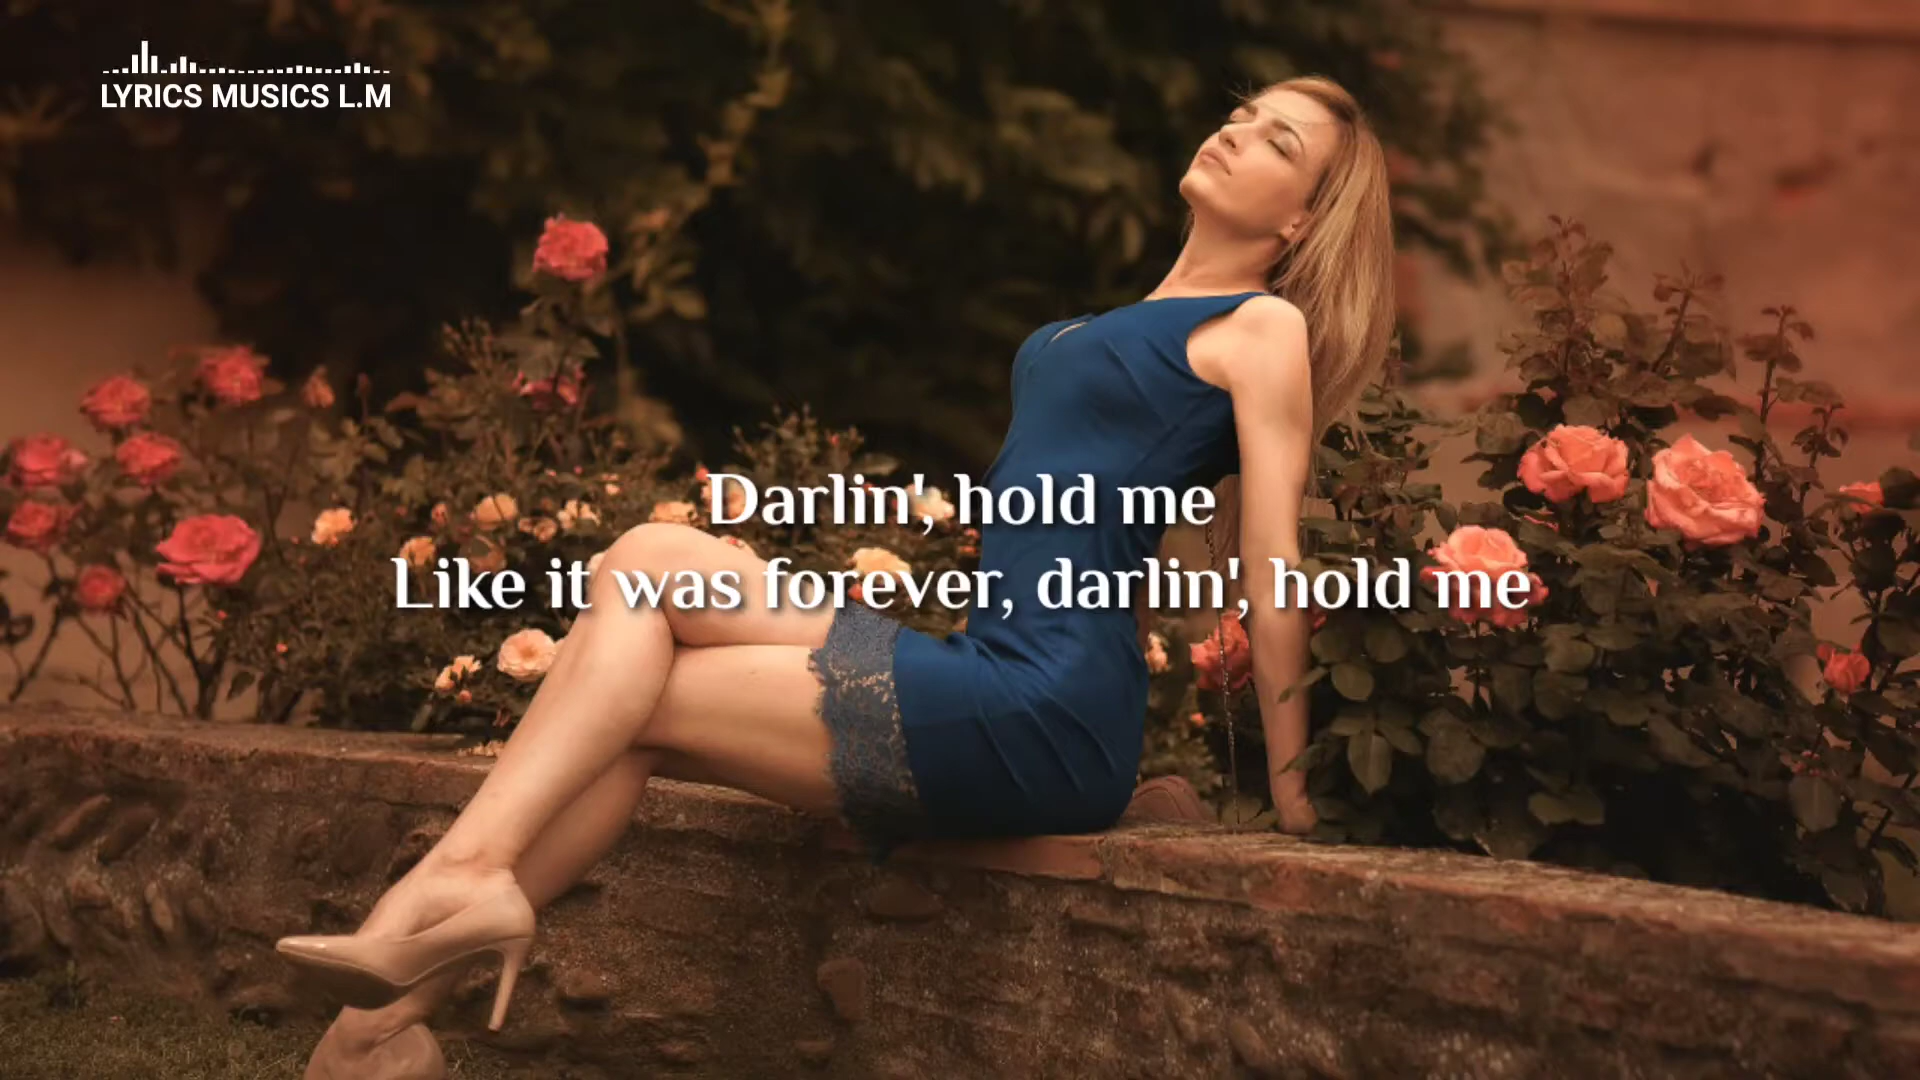 LYRICS MUSICS L.M
Darlin', hold me
Like it was forever, darlin', hold me